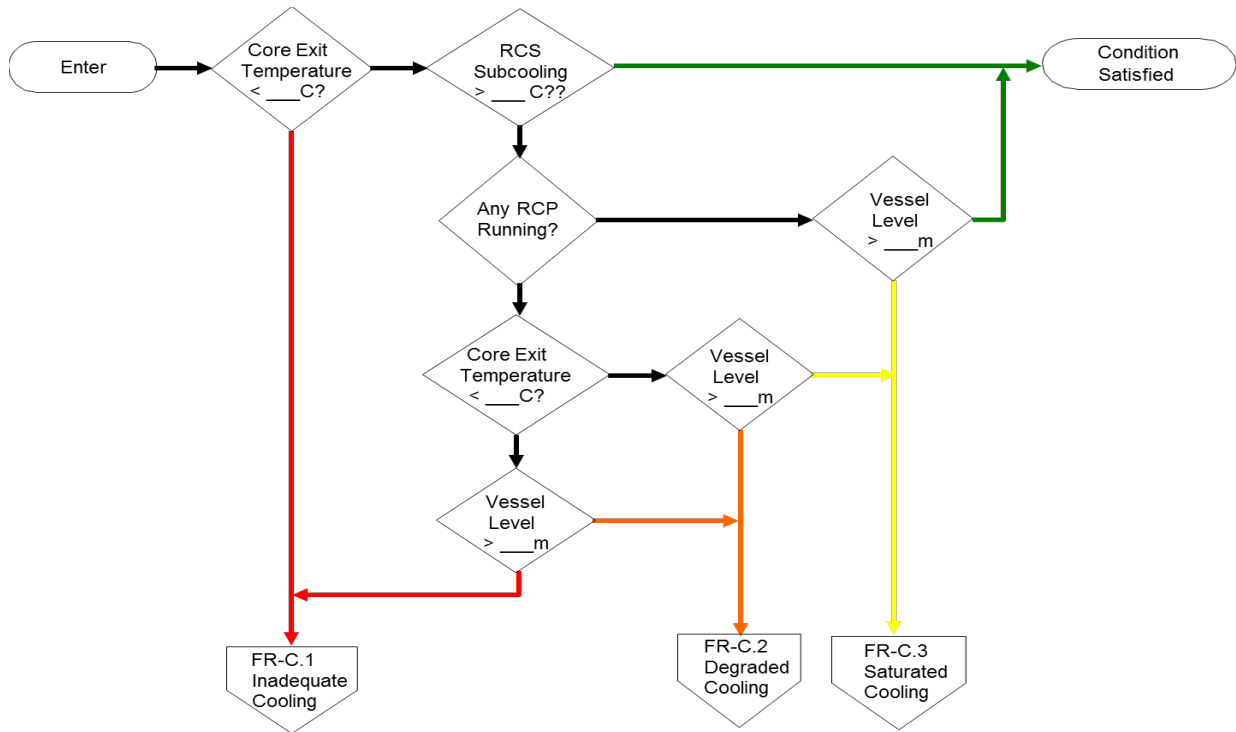 Enter
Core Exit
Temperature
< ___C?
RCS
Subcooling
> ___ C??
Condition
Satisfied
Any RCP
Running?
Vessel
Level
> ___m
Core Exit
Temperature
< ___C?
Vessel
Level
> ___m
Vessel
Level
> ___m
FR-C.1
Inadequate
Cooling
FR-C.2
Degraded
Cooling
FR-C.3
Saturated
Cooling